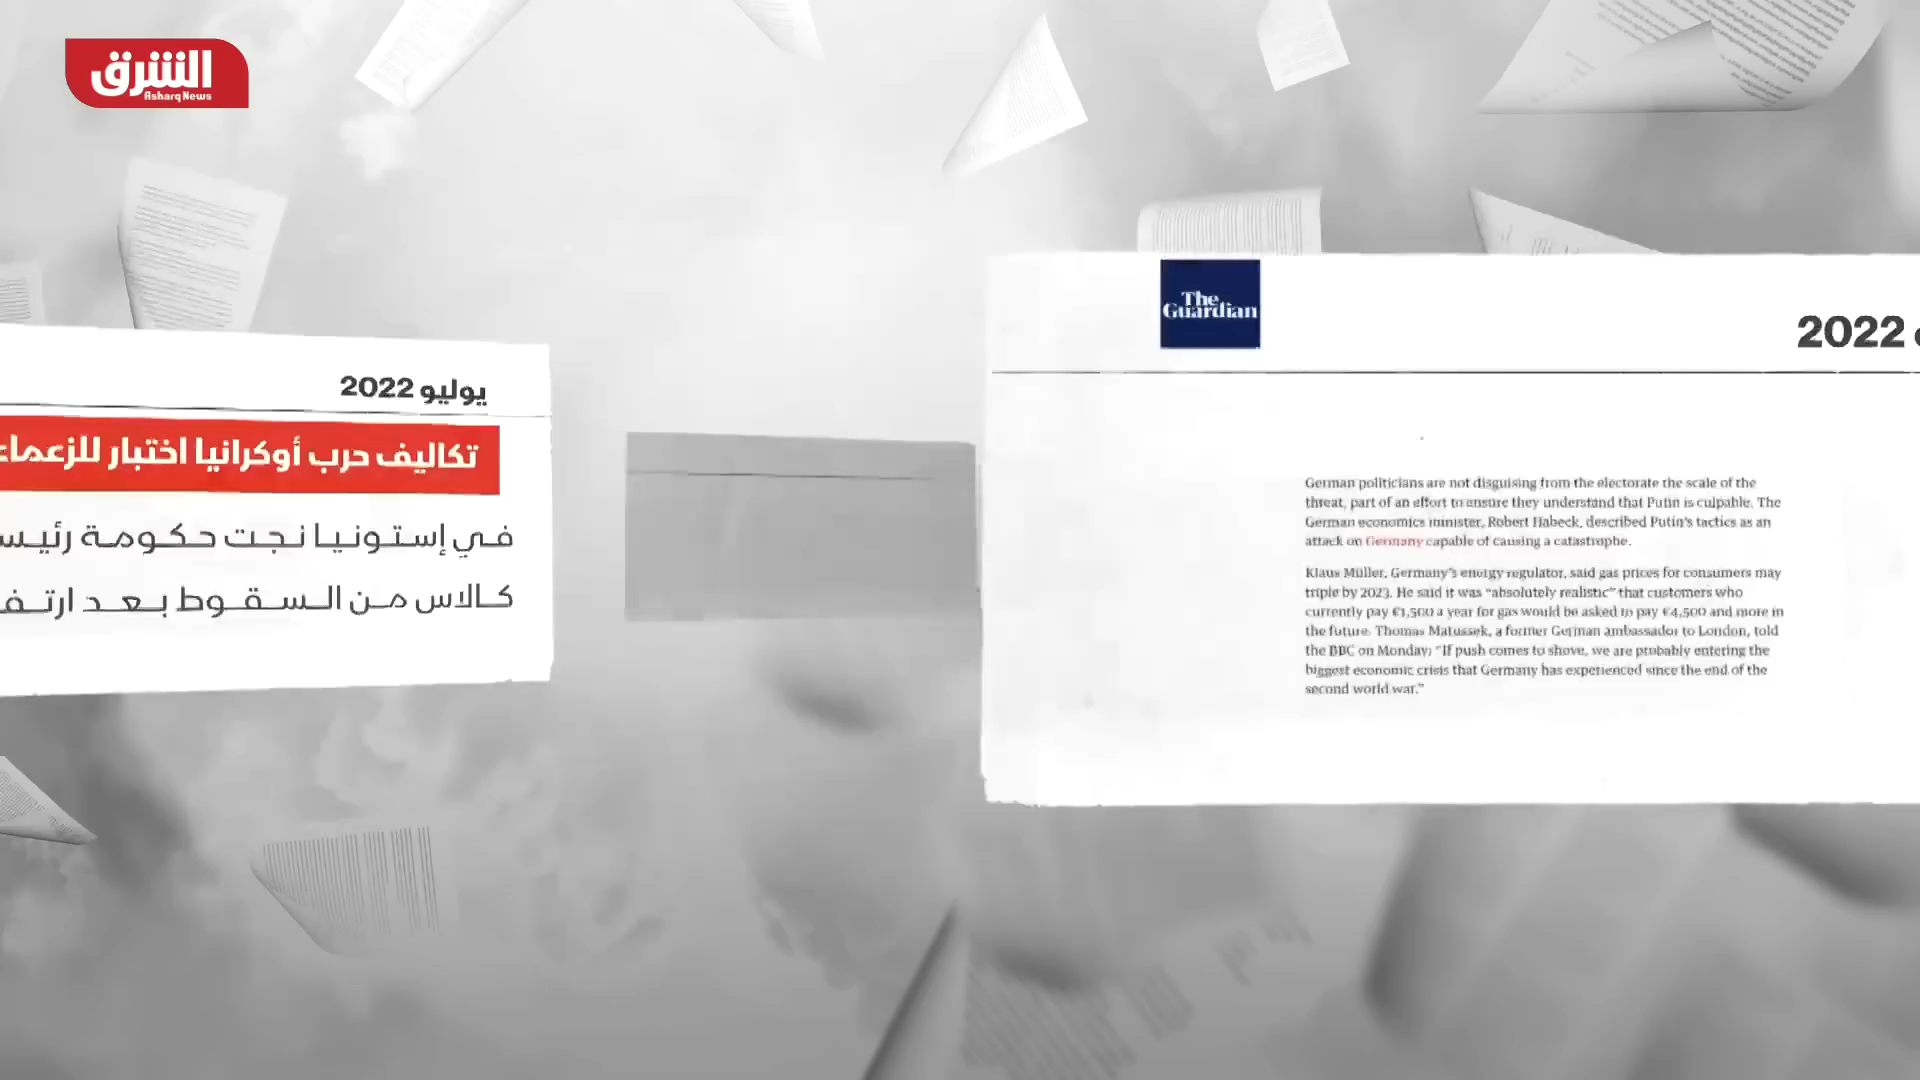 الشرق
Asharq News
The
Guardian
2022
German politicians are not disguising from the electorate the scale of the
threat, part of an effort to ensure they understand that Putin is culpable. The
German economics minister, Robert Habeck, described Putin's tactics as an
attack on Germany capable of causing a catastrophe.
Klaus Müller, Germany's energy regulator, said gas prices for consumers may
triple by 2023. He said it was "absolutely realistic" that customers who
currently pay €1,500 a year for gas would be asked to pay €4,500 and more in
the future. Thomas Matussek, a former German ambassador to London, told
the BBC on Monday: "If push comes to shove, we are probably entering the
biggest economic crisis that Germany has experienced since the end of the
second world war."
يوليو 2022
تكاليف حرب أوكرانيا اختبار للزعماء
في إستونيا نجت حكومة
كالاس من السقوط بعد